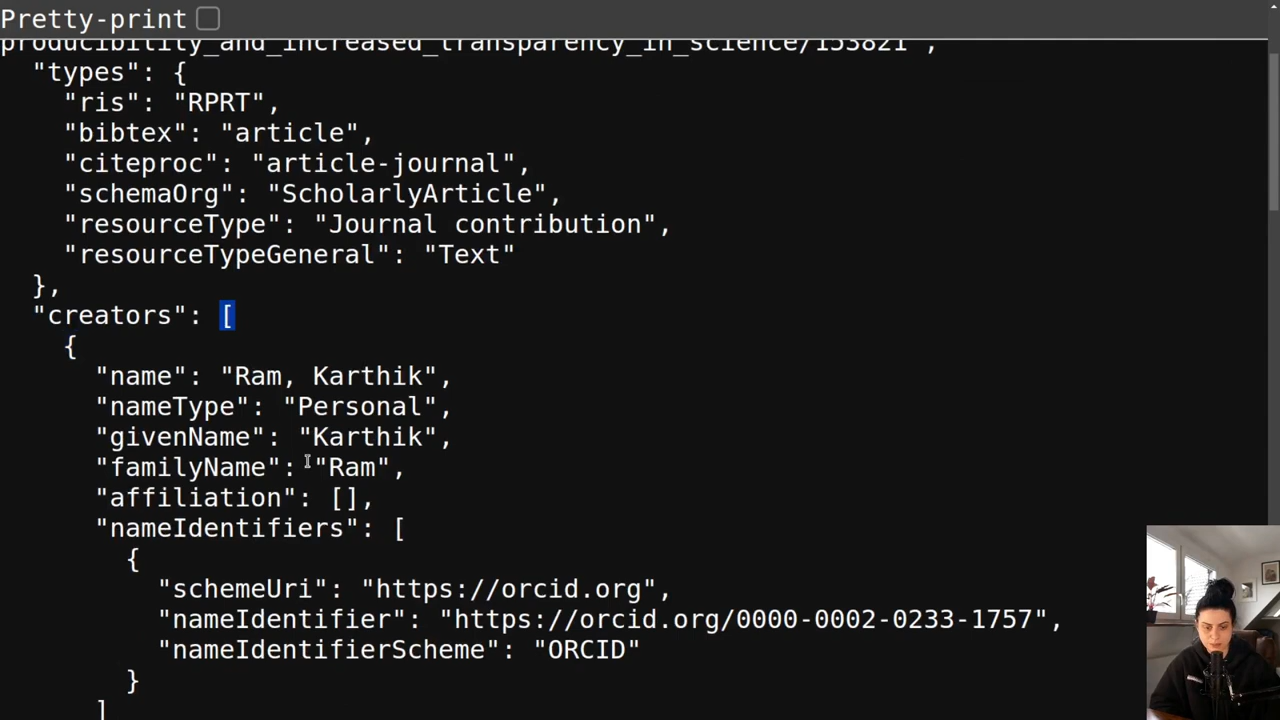 Pretty-print
producibility_and_increased_transparency_in_science/153821",
"types": {
"ris": "RPRT",
"bibtex": "article",
"citeproc": "article-journal",
"schemaOrg": "ScholarlyArticle",
"resourceType": "Journal contribution",
"resourceTypeGeneral": "Text"
},
"creators": [
{
"name": "Ram, Karthik",
"nameType": "Personal",
"givenName": "Karthik",
"familyName": "Ram",
"affiliation": [],
"nameIdentifiers": [
{
"schemeUri": "https://orcid.org",
"nameIdentifier": "https://orcid.org/0000-0002-0233-1757",
"nameIdentifierScheme": "ORCID"
}
]